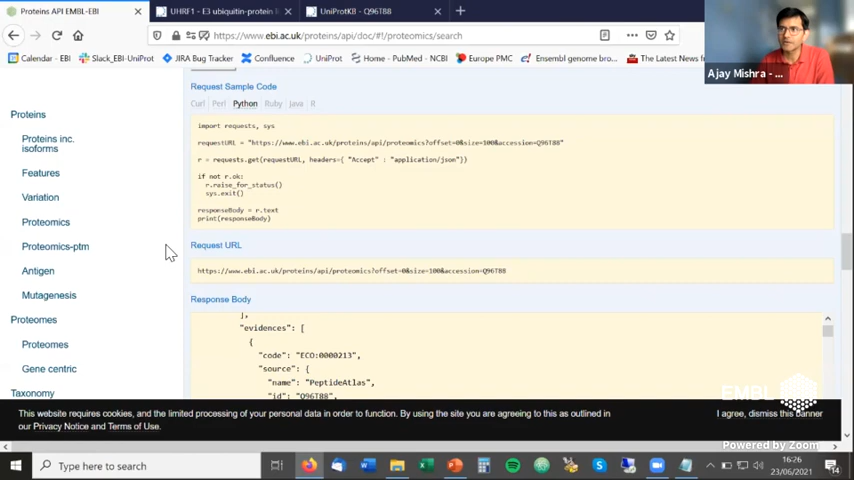 Proteins API EMBL-EBI
UHRF1 - E3 ubiquitin-protein
UniProtKB - Q96T88
https://www.ebi.ac.uk/proteins/api/doc/#!/proteomics/search
Calendar - EBI
Slack_EBI-UniProt
JIRA Bug Tracker
Confluence
UniProt
Home - PubMed - NCBI
Europe PMC
Ensembl genome bro...
The Latest News f
Ajay Mishra - ...
Request Sample Code
Curl Perl Python Ruby Java R
import requests, sys
requestURL = "https://www.ebi.ac.uk/proteins/api/proteomics?offset=0&size=100&accession=Q96T88"
r = requests.get(requestURL, headers={ "Accept" : "application/json"})
if not r.ok:
r.raise_for_status()
sys.exit()
responseBody = r.text
print(responseBody)
Request URL
https://www.ebi.ac.uk/proteins/api/proteomics?offset=0&size=100&accession=Q96T88
Response Body
],
"evidences": [
{
"code": "ECO:0000213",
"source": {
"name": "PeptideAtlas",
"id": "Q96T88",
Proteins
Proteins inc.
isoforms
Features
Variation
Proteomics
Proteomics-ptm
Antigen
Mutagenesis
Proteomes
Proteomes
Gene centric
Taxonomy
EMBL
This website requires cookies, and the limited processing of your personal data in order to function. By using the site you are agreeing to this as outlined in
our Privacy Notice and Terms of Use.
I agree, dismiss this banner
Powered by Zoom
Type here to search
16:26
23/06/2021
14